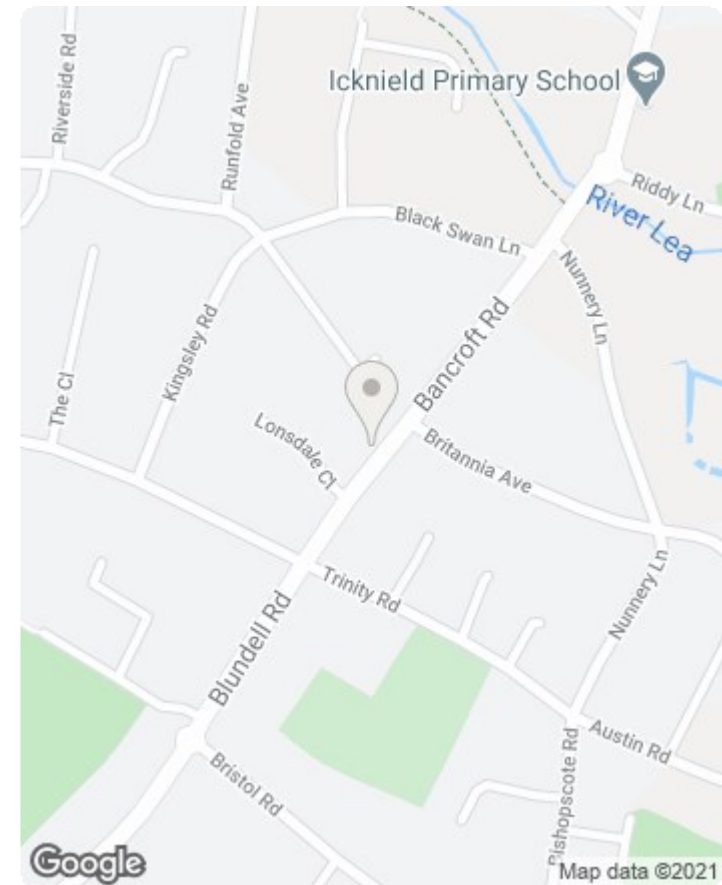 Riverside Rd
Runfold Ave
Icknield Primary School
Riddy Ln
River Lea
Black Swan Ln
Nunnery Ln
Kingsley Rd
The Cl
Bancroft Rd
Lonsdale Cl
Britannia Ave
Trinity Rd
Nunnery Ln
Blundell Rd
Austin Rd
Bristol Rd
Bishopscote Rd
Google
Map data ©2021